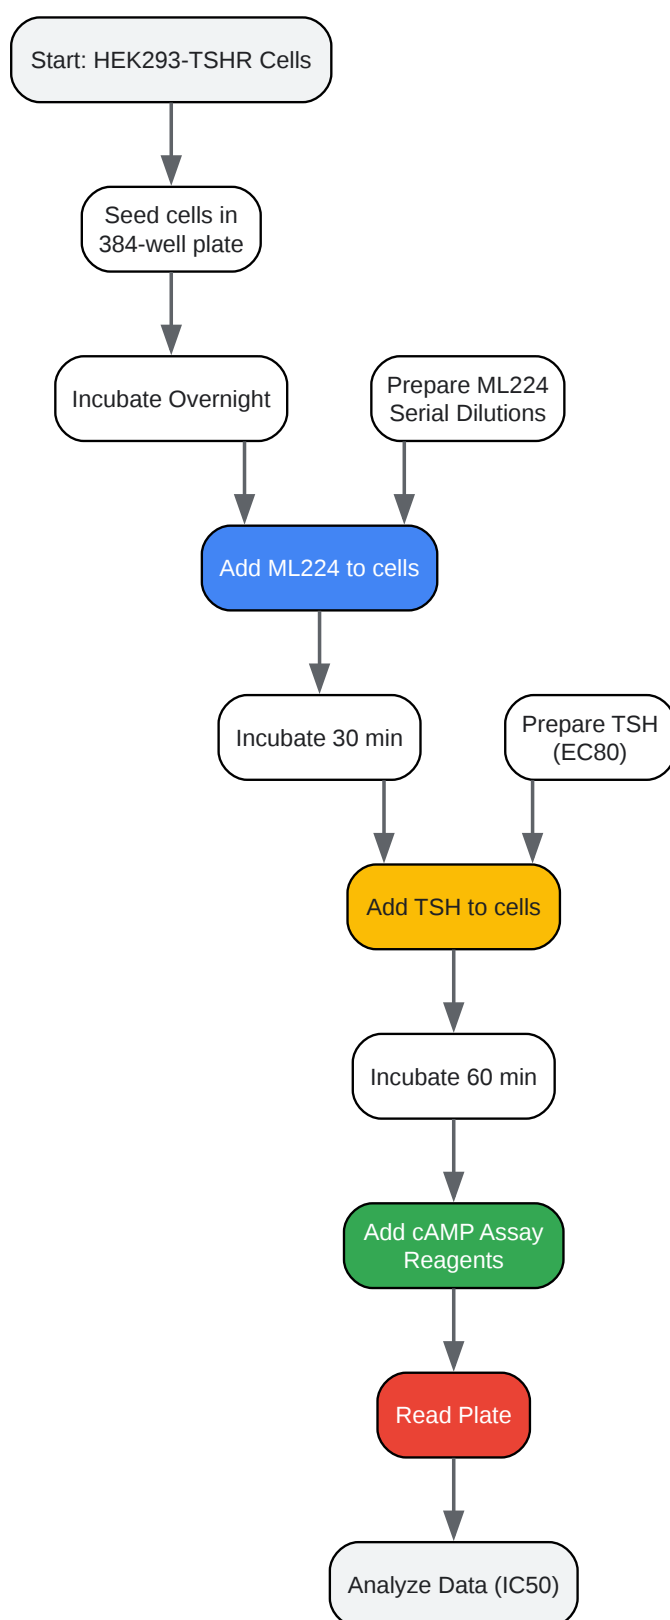 Start: HEK293-TSHR Cells
Seed cells in
384-well plate
Incubate Overnight
Prepare ML224
Serial Dilutions
Add ML224 to cells
Incubate 30 min
Prepare TSH
(EC80)
Add TSH to cells
Incubate 60 min
Add cAMP Assay
Reagents
Read Plate
Analyze Data (IC50)